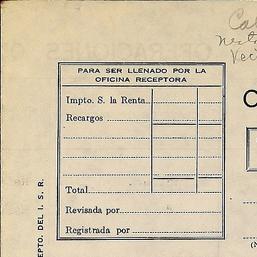 PARA SER LLENADO POR LA
OFICINA RECEPTORA
Impto. S. la Renta
Recargos
Total
Revisada por
Registrada por
EPTO. DEL I. S. R.